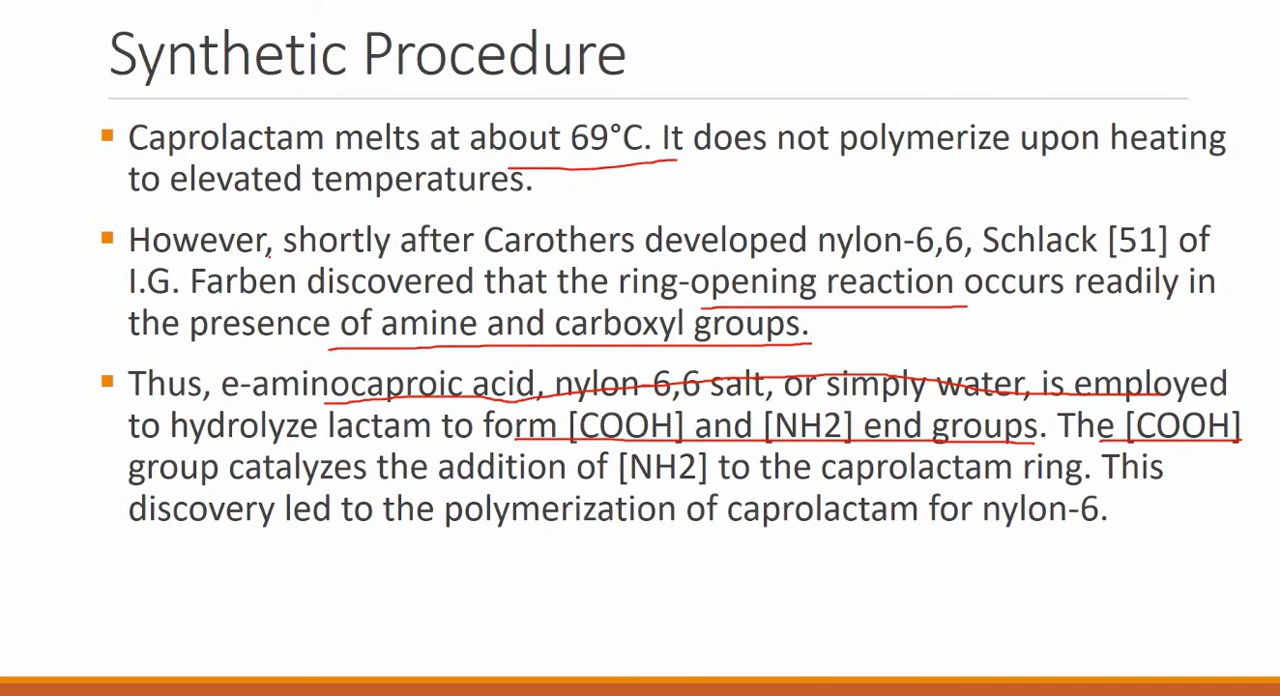 Synthetic Procedure
Caprolactam melts at about 69°C. It does not polymerize upon heating
to elevated temperatures.
However, shortly after Carothers developed nylon-6,6, Schlack [51] of
I.G. Farben discovered that the ring-opening reaction occurs readily in
the presence of amine and carboxyl groups.
Thus, e-aminocaproic acid, nylon-6,6 salt, or simply water, is employed
to hydrolyze lactam to form [COOH] and [NH2] end groups. The [COOH]
group catalyzes the addition of [NH2] to the caprolactam ring. This
discovery led to the polymerization of caprolactam for nylon-6.